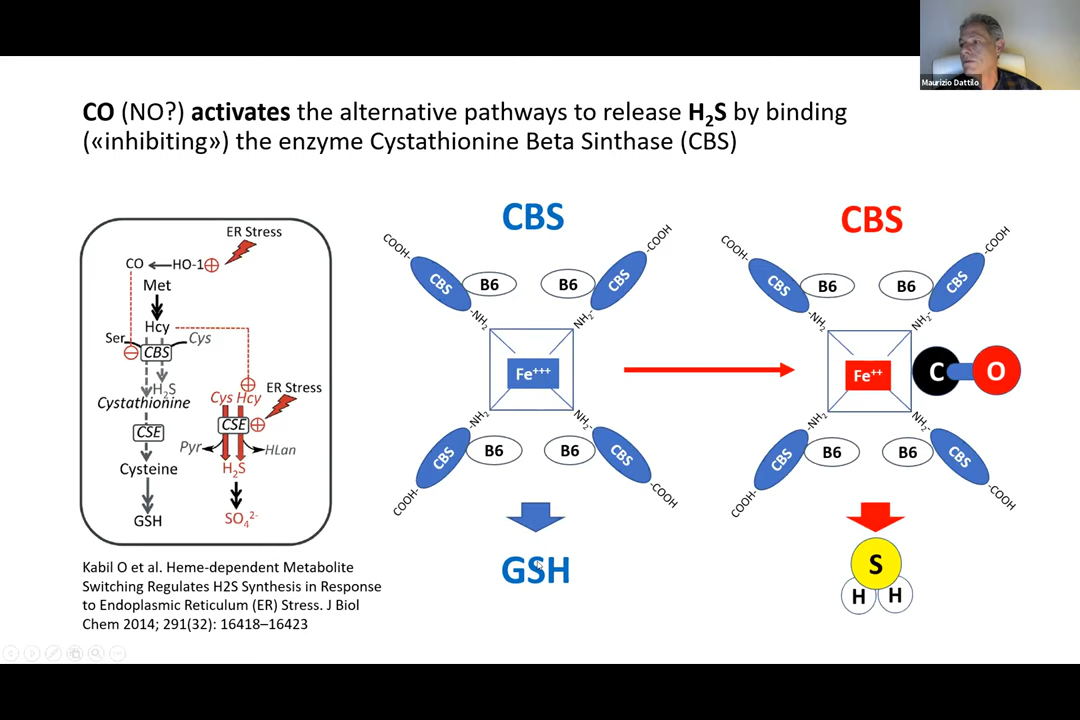 Maurizio Dattilo
CO (NO?) activates the alternative pathways to release H₂S by binding
(«inhibiting») the enzyme Cystathionine Beta Sinthase (CBS)
ER Stress
CO
HO-1
Met
Hcy
Ser
Cys
CBS
H₂S
Cystathionine
Cys Hcy
ER Stress
CSE
CSE
Pyr
HLan
Cysteine
H₂S
GSH
SO₄²⁻
Kabil O et al. Heme-dependent Metabolite
Switching Regulates H2S Synthesis in Response
to Endoplasmic Reticulum (ER) Stress. J Biol
Chem 2014; 291(32): 16418–16423
CBS
COOH-
-COOH
CBS
B6
B6
CBS
-NH₂
NH₂-
Fe+++
-NH₂
NH₂-
CBS
B6
B6
CBS
COOH-
-COOH
GSH
CBS
COOH-
-COOH
CBS
B6
B6
CBS
-NH₂
NH₂-
Fe++
C
O
-NH₂
NH₂-
CBS
B6
B6
CBS
COOH-
-COOH
S
H
H